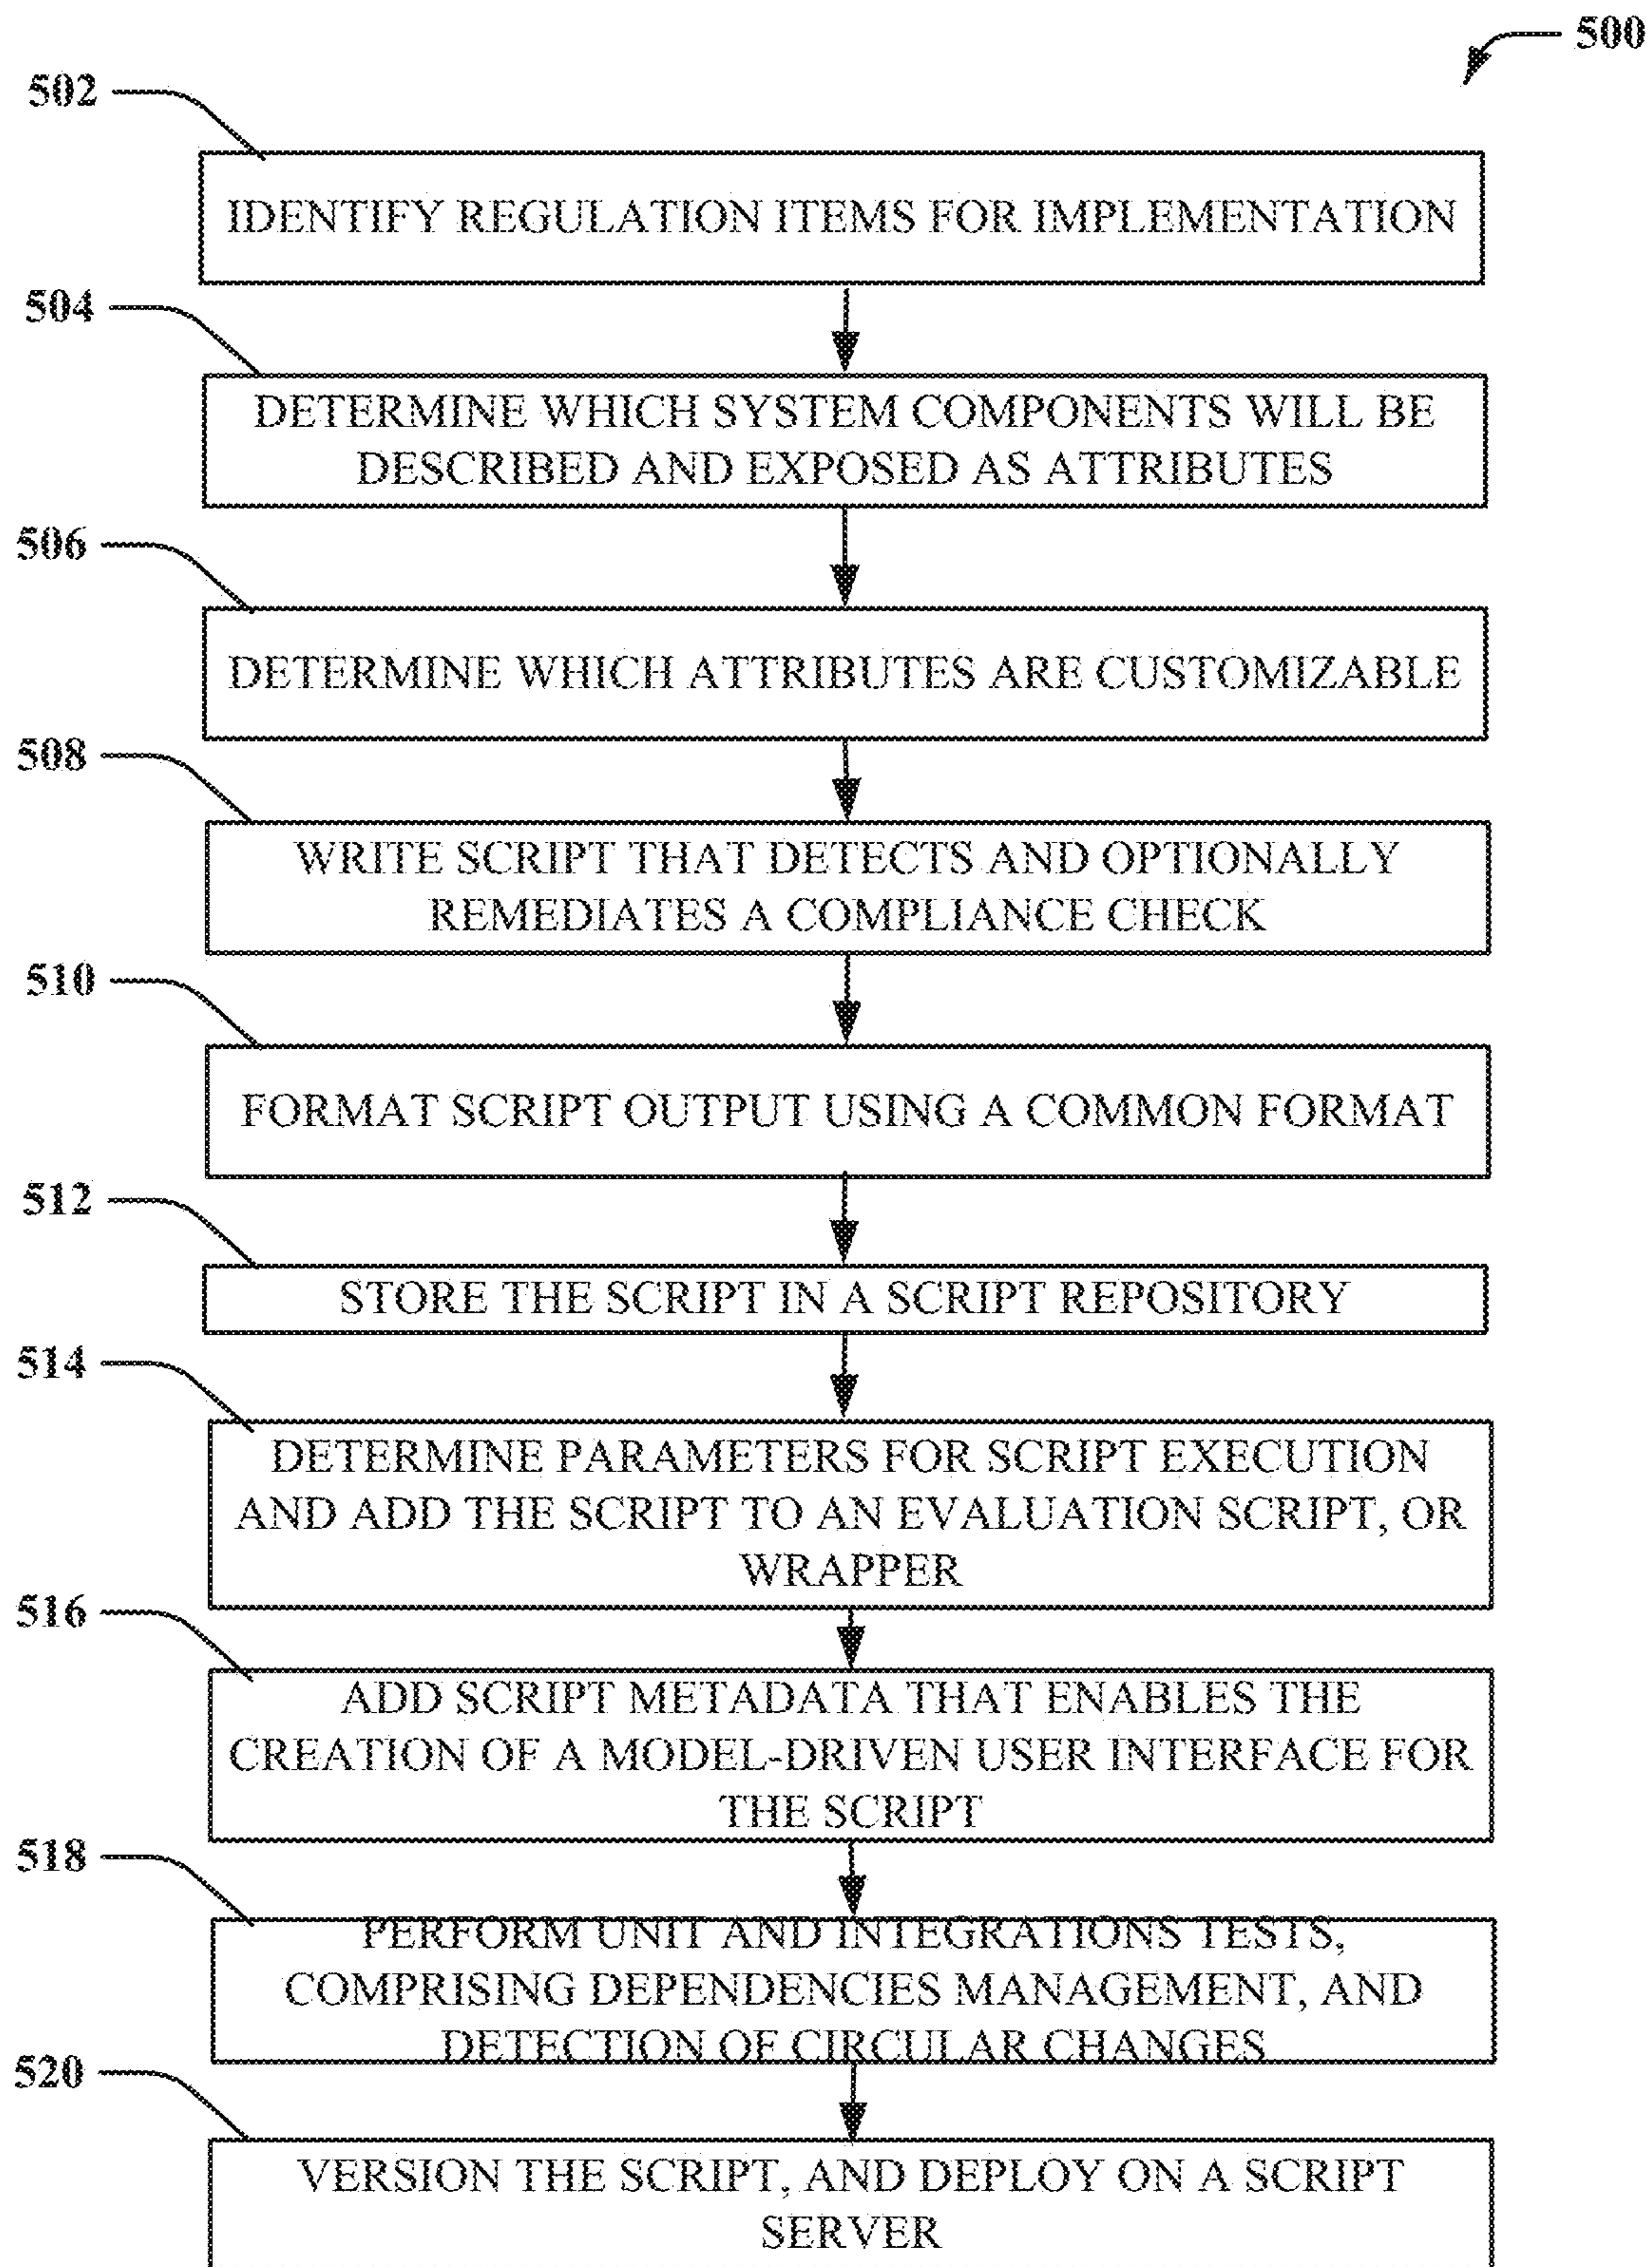 500
502
IDENTIFY REGULATION ITEMS FOR IMPLEMENTATION
504
DETERMINE WHICH SYSTEM COMPONENTS WILL BE
DESCRIBED AND EXPOSED AS ATTRIBUTES
506
DETERMINE WHICH ATTRIBUTES ARE CUSTOMIZABLE
508
WRITE SCRIPT THAT DETECTS AND OPTIONALLY
REMEDIATES A COMPLIANCE CHECK
510
FORMAT SCRIPT OUTPUT USING A COMMON FORMAT
512
STORE THE SCRIPT IN A SCRIPT REPOSITORY
514
DETERMINE PARAMETERS FOR SCRIPT EXECUTION
AND ADD THE SCRIPT TO AN EVALUATION SCRIPT, OR
WRAPPER
516
ADD SCRIPT METADATA THAT ENABLES THE
CREATION OF A MODEL-DRIVEN USER INTERFACE FOR
THE SCRIPT
518
PERFORM UNIT AND INTEGRATIONS TESTS,
COMPRISING DEPENDENCIES MANAGEMENT, AND
DETECTION OF CIRCULAR CHANGES
520
VERSION THE SCRIPT, AND DEPLOY ON A SCRIPT
SERVER